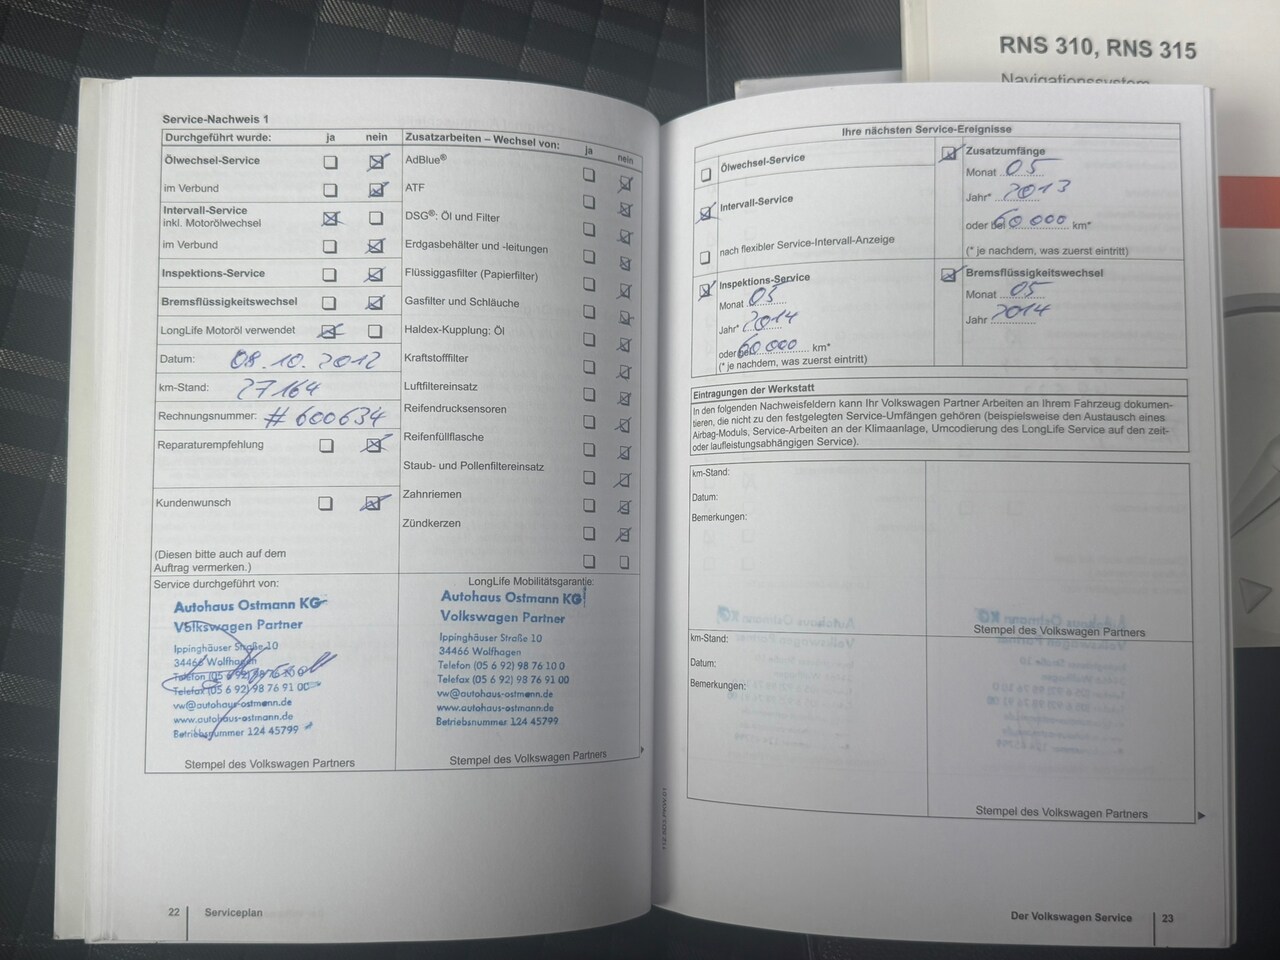 RNS 310, RNS 315
Navigationssystem
Service-Nachweis 1
Durchgeführt wurde: ja nein
Ölwechsel-Service
im Verbund
Intervall-Service
inkl. Motorölwechsel
im Verbund
Inspektions-Service
Bremsflüssigkeitswechsel
LongLife Motoröl verwendet
Datum: 08.10.2012
km-Stand: 27164
Rechnungsnummer: #600634
Reparaturempfehlung
Kundenwunsch
(Diesen bitte auch auf dem
Auftrag vermerken.)
Zusatzarbeiten – Wechsel von: ja nein
AdBlue®
ATF
DSG®: Öl und Filter
Erdgasbehälter und -leitungen
Flüssiggasfilter (Papierfilter)
Gasfilter und Schläuche
Haldex-Kupplung: Öl
Kraftstofffilter
Luftfiltereinsatz
Reifendrucksensoren
Reifenfüllflasche
Staub- und Pollenfiltereinsatz
Zahnriemen
Zündkerzen
Service durchgeführt von:
Autohaus Ostmann KG
Volkswagen Partner
Ippinghäuser Straße 10
34466 Wolfhagen
Telefon (05 6 92) 98 76 10 0
Telefax (05 6 92) 98 76 91 00
vw@autohaus-ostmann.de
www.autohaus-ostmann.de
Betriebsnummer 124 45799
Stempel des Volkswagen Partners
LongLife Mobilitätsgarantie:
Autohaus Ostmann KG
Volkswagen Partner
Ippinghäuser Straße 10
34466 Wolfhagen
Telefon (05 6 92) 98 76 10 0
Telefax (05 6 92) 98 76 91 00
vw@autohaus-ostmann.de
www.autohaus-ostmann.de
Betriebsnummer 124 45799
Stempel des Volkswagen Partners
22 Serviceplan
Ihre nächsten Service-Ereignisse
Ölwechsel-Service
Intervall-Service
nach flexibler Service-Intervall-Anzeige
Inspektions-Service
Monat 05
Jahr* 2014
oder bei 60 000 km*
(* je nachdem, was zuerst eintritt)
Zusatzumfänge
Monat 05
Jahr* 2013
oder bei 60 000 km*
(* je nachdem, was zuerst eintritt)
Bremsflüssigkeitswechsel
Monat 05
Jahr 2014
Eintragungen der Werkstatt
In den folgenden Nachweisfeldern kann Ihr Volkswagen Partner Arbeiten an Ihrem Fahrzeug dokumen-
tieren, die nicht zu den festgelegten Service-Umfängen gehören (beispielsweise den Austausch eines
Airbag-Moduls, Service-Arbeiten an der Klimaanlage, Umcodierung des LongLife Service auf den zeit-
oder laufleistungsabhängigen Service).
km-Stand:
Datum:
Bemerkungen:
Stempel des Volkswagen Partners
km-Stand:
Datum:
Bemerkungen:
Stempel des Volkswagen Partners
Der Volkswagen Service 23